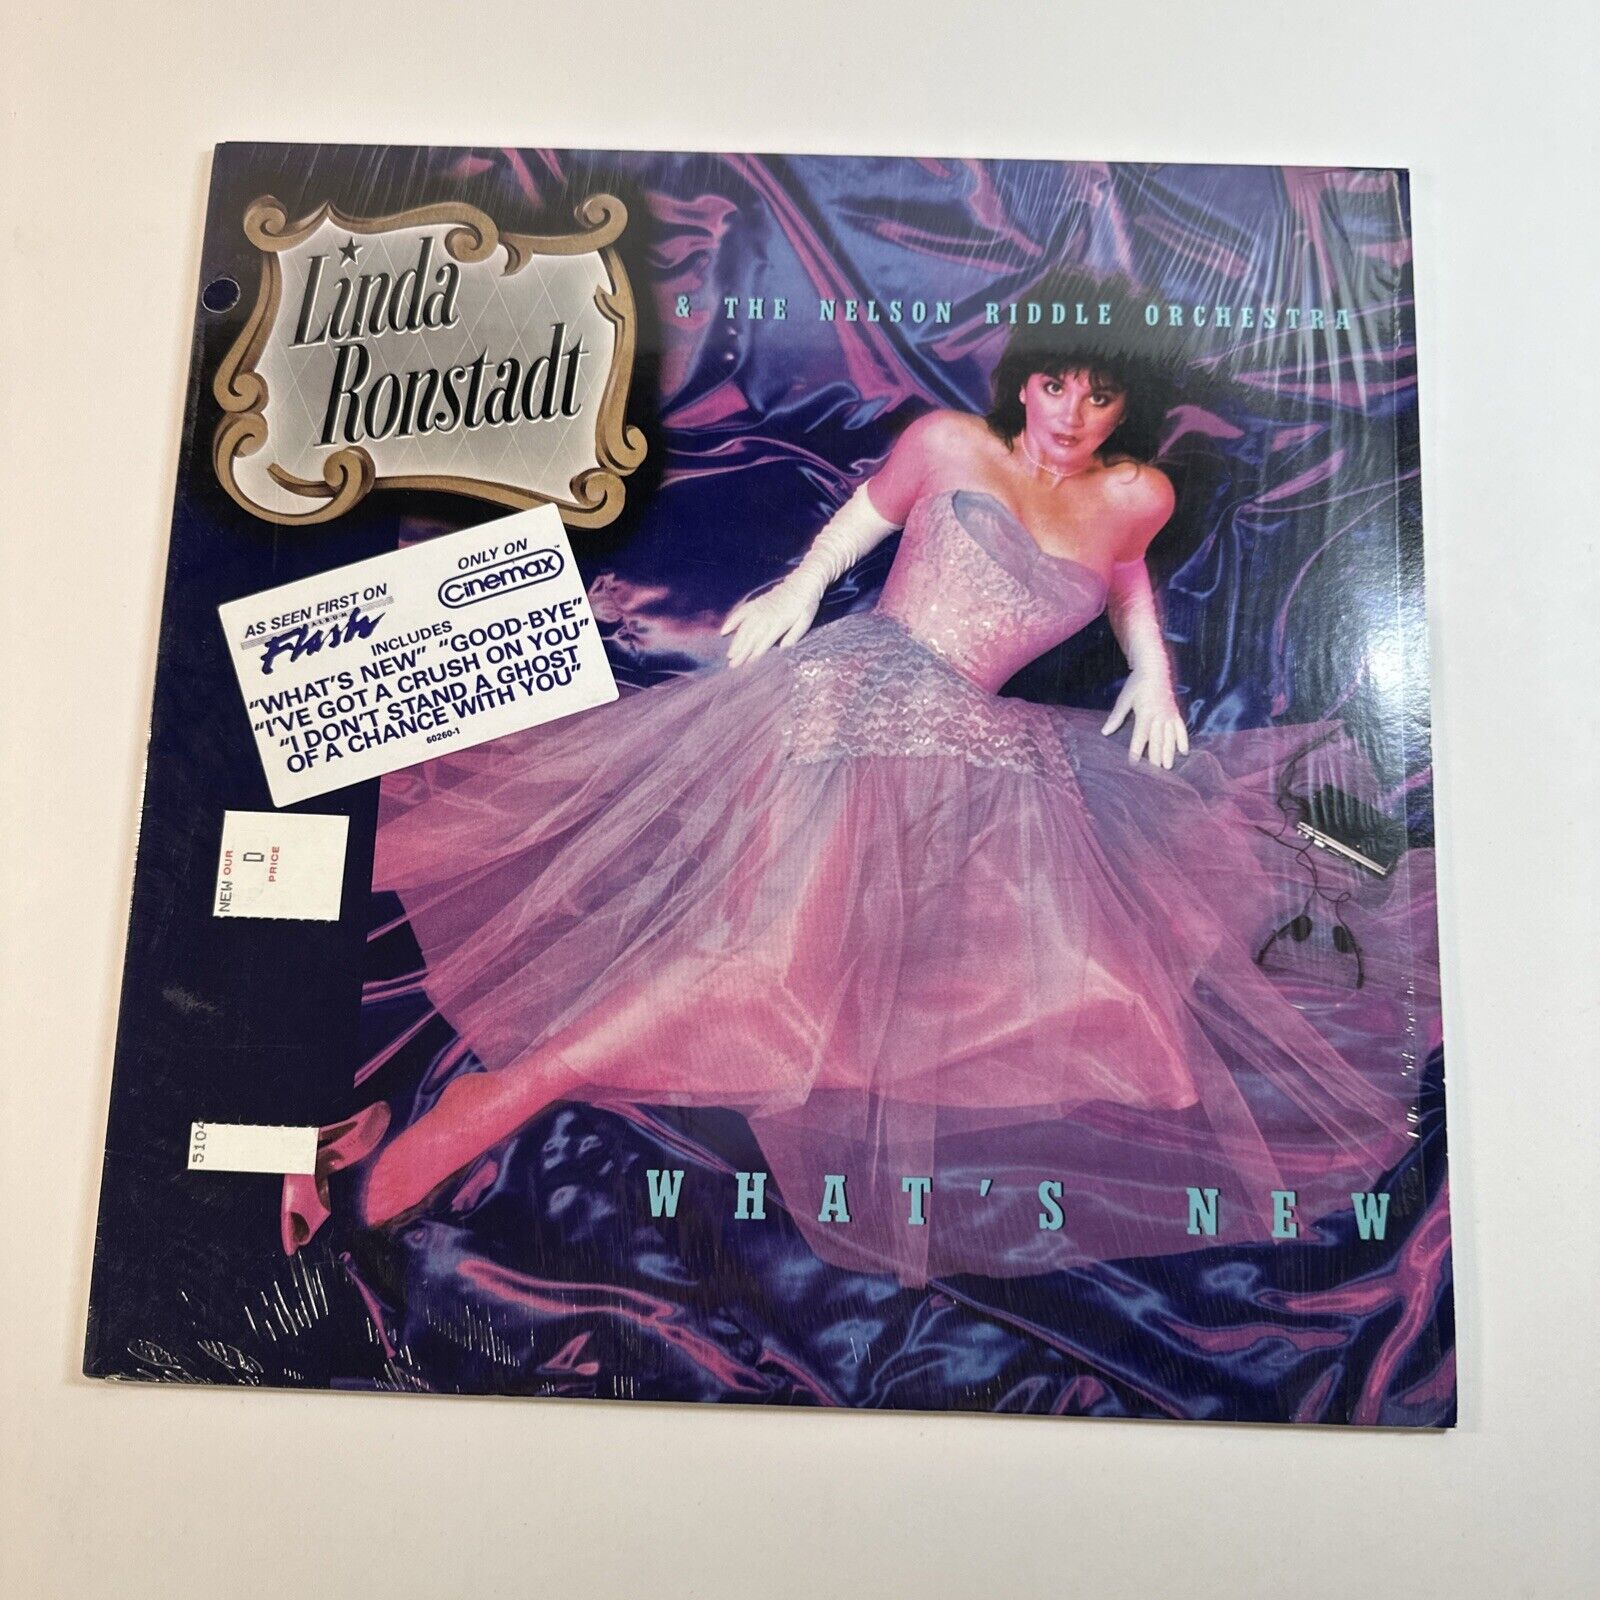 Linda
Ronstadt
& THE NELSON RIDDLE ORCHESTRA
AS SEEN FIRST ON
ALBUM
Flash
ONLY ON
Cinemax™
INCLUDES
"WHAT'S NEW" "GOOD-BYE"
"I'VE GOT A CRUSH ON YOU"
"I DON'T STAND A GHOST
OF A CHANCE WITH YOU"
60260-1
NEW OUR
D
PRICE
5104
WHAT'S NEW